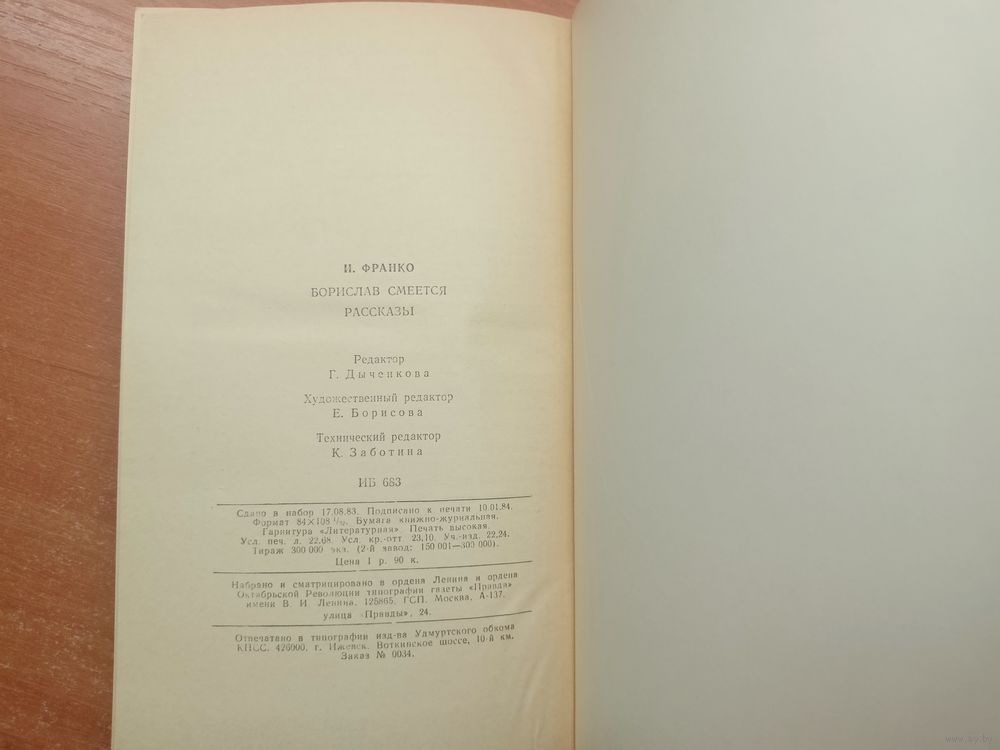 И. ФРАНКО
БОРИСЛАВ СМЕЕТСЯ
РАССКАЗЫ
Редактор
Г. Дыченкова
Художественный редактор
Е. Борисова
Технический редактор
К. Заботина
ИБ 683
Сдано в набор 17.08.83. Подписано к печати 10.01.84.
Формат 84×108 1/32. Бумага книжно-журнальная.
Гарнитура «Литературная» Печать высокая.
Усл. печ. л. 22,68. Усл. кр.-отт. 23,10. Уч.-изд. 22,24.
Тираж 300 000 экз. (2-й завод: 150 001—300 000).
Цена 1 р. 90 к.
Набрано и сматрицировано в ордена Ленина и ордена
Октябрьской Революции типографии газеты «Правда»
имени В. И. Ленина. 125865, ГСП, Москва, А-137,
улица «Правды», 24.
Отпечатано в типографии изд-ва Удмуртского обкома
КПСС. 426000, г. Ижевск. Воткинское шоссе, 10-й км.
Заказ № 0034.
www.ay.by